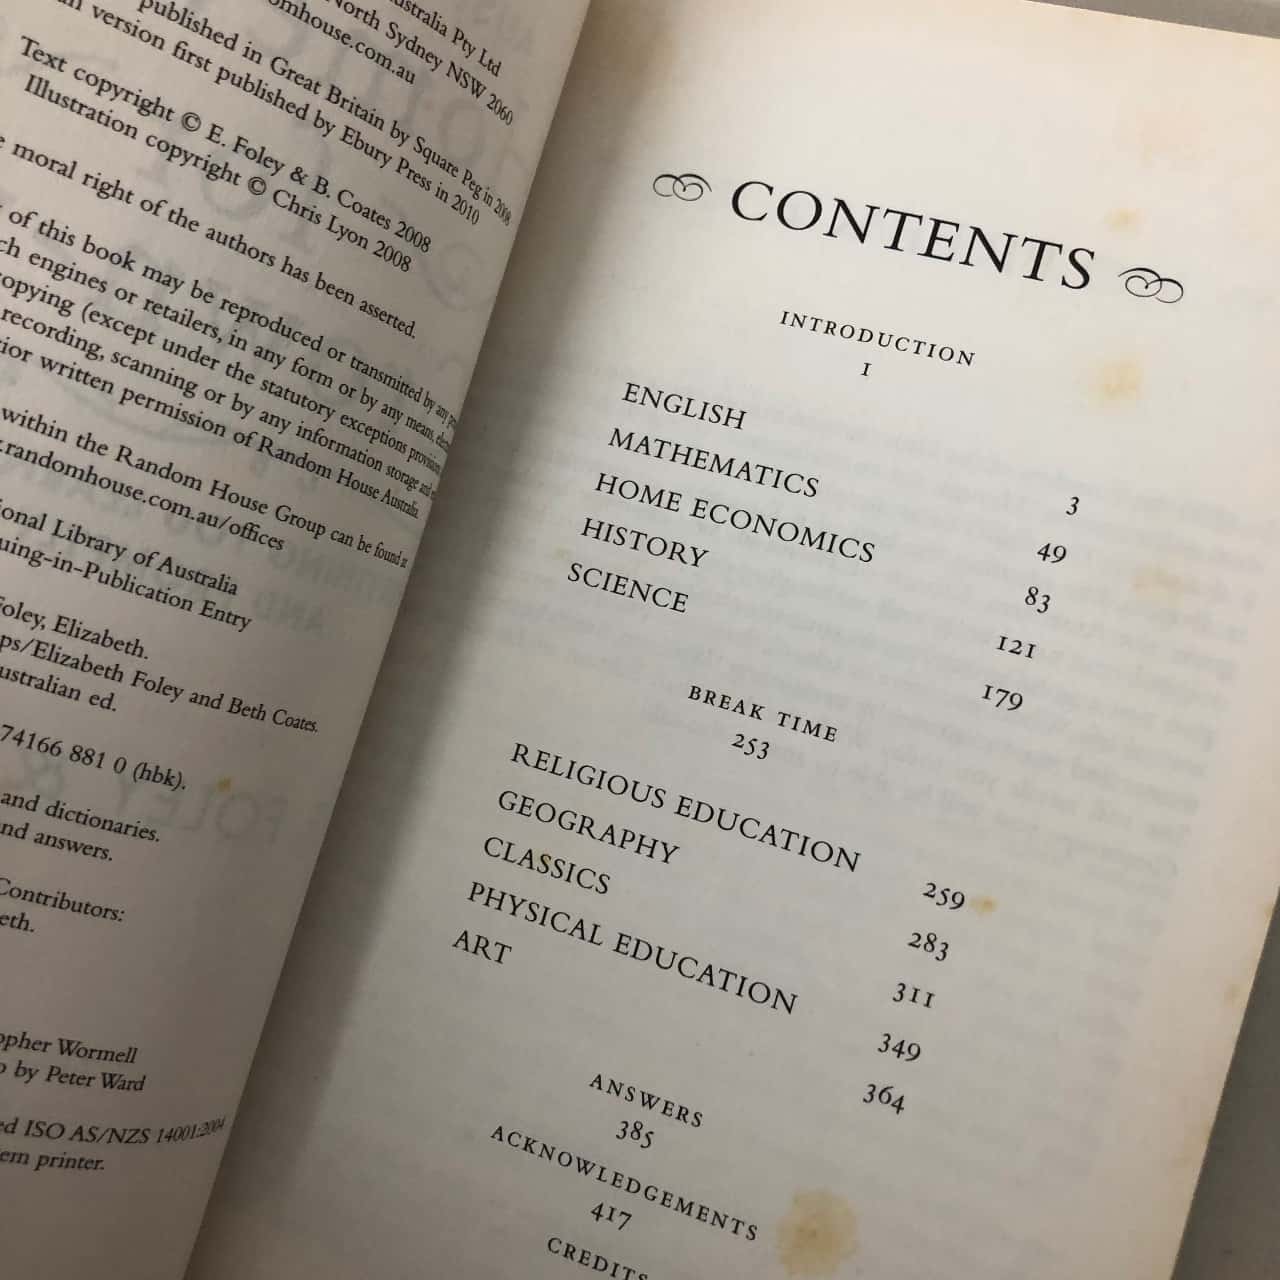 Australia Pty Ltd
North Sydney NSW 2060
omhouse.com.au
published in Great Britain by Square Peg in 2008
version first published by Ebury Press in 2010
Text copyright © E. Foley & B. Coates 2008
Illustration copyright © Chris Lyon 2008
moral right of the authors has been asserted.
of this book may be reproduced or transmitted by any
engines or retailers, in any form or by any means,
copying (except under the statutory exceptions
recording, scanning or by any information storage and
written permission of Random House Australia.
within the Random House Group can be found at
.randomhouse.com.au/offices
ional Library of Australia
uing-in-Publication Entry
Foley, Elizabeth.
ps/Elizabeth Foley and Beth Coates.
ustralian ed.
74166 881 0 (hbk).
and dictionaries.
nd answers.
Contributors:
eth.
opher Wormell
by Peter Ward
ed ISO AS/NZS 14001:2004
em printer.
CONTENTS
INTRODUCTION
1
ENGLISH 3
MATHEMATICS 49
HOME ECONOMICS 83
HISTORY 121
SCIENCE 179
BREAK TIME
253
RELIGIOUS EDUCATION 259
GEOGRAPHY 283
CLASSICS 311
PHYSICAL EDUCATION 349
ART 364
ANSWERS
385
ACKNOWLEDGEMENTS
417
CREDITS